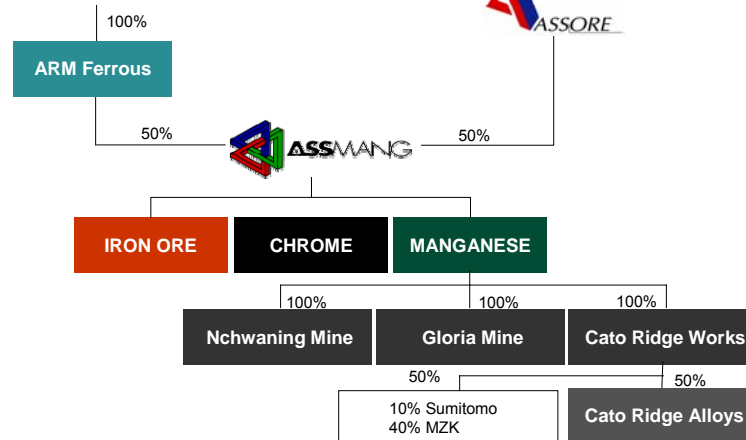 100%
ASSORE
ARM Ferrous
50%
ASSMANG
50%
IRON ORE
CHROME
MANGANESE
100%
100%
100%
Nchwaning Mine
Gloria Mine
Cato Ridge Works
50%
50%
10% Sumitomo
40% MZK
Cato Ridge Alloys